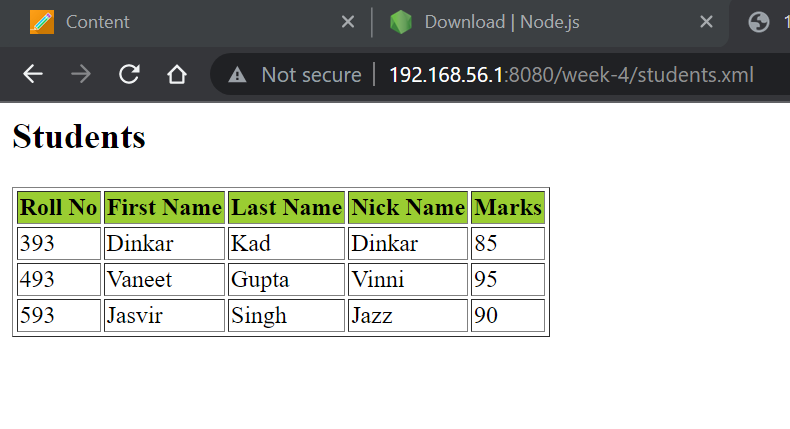 Content Download | Node.js 1
Not secure | 192.168.56.1:8080/week-4/students.xml
Students
Roll No First Name Last Name Nick Name Marks
393 Dinkar Kad Dinkar 85
493 Vaneet Gupta Vinni 95
593 Jasvir Singh Jazz 90